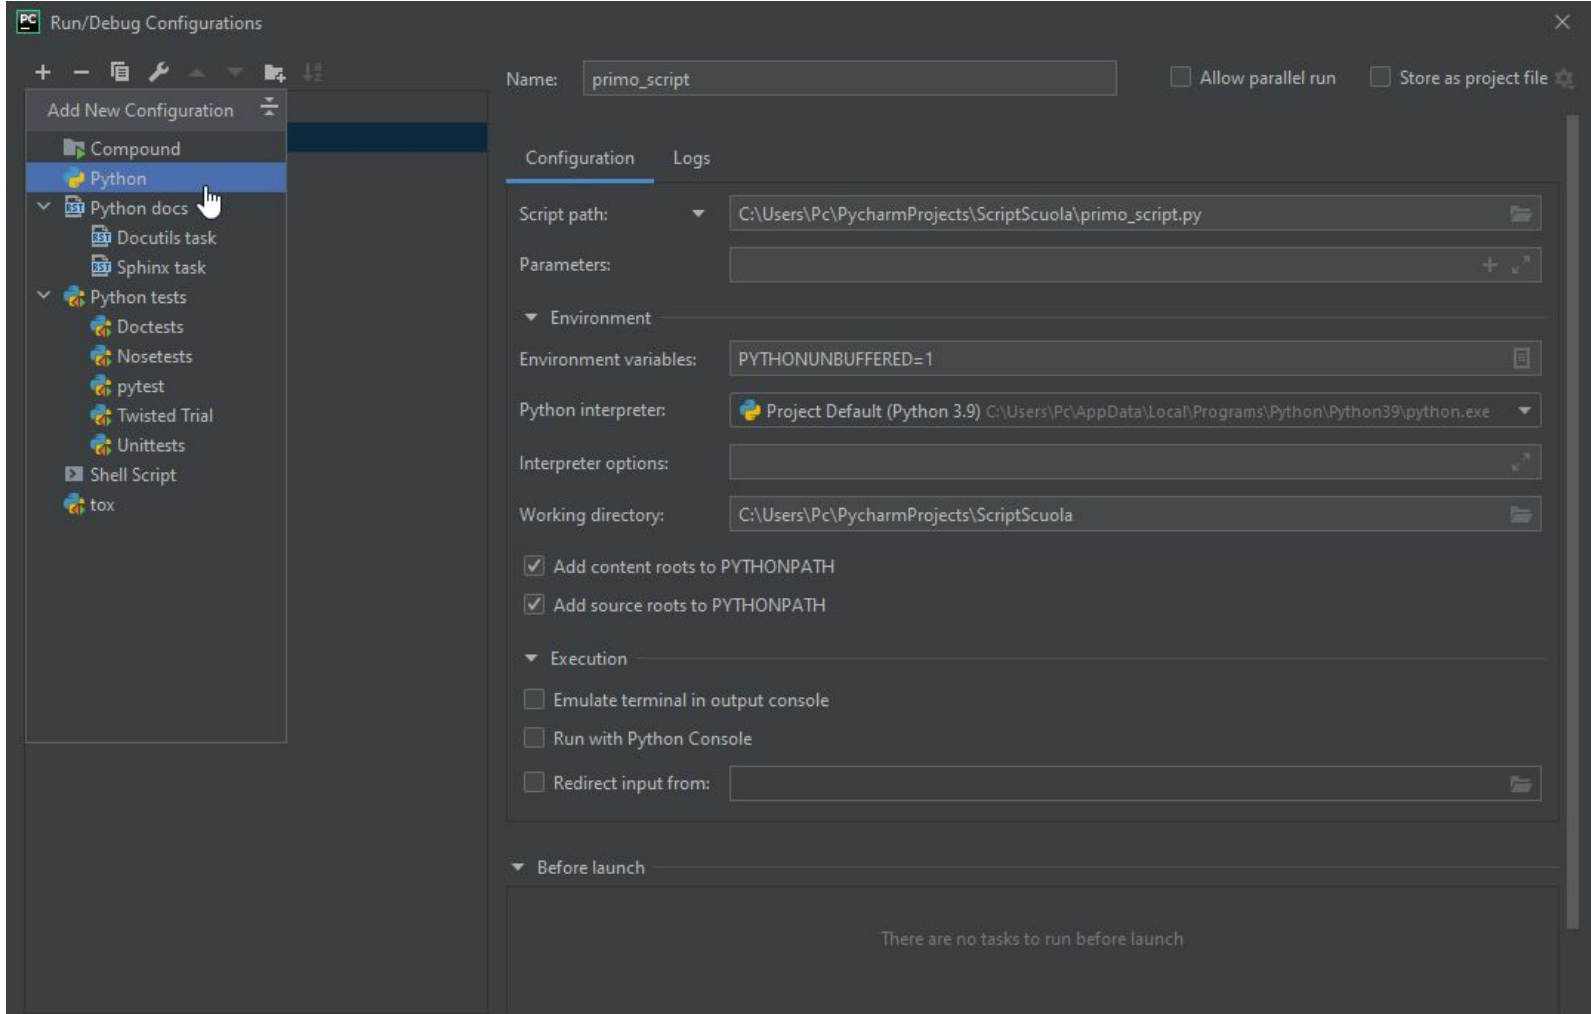 PC Run/Debug Configurations
Name: primo_script
Allow parallel run
Store as project file
Add New Configuration
Compound
Python
Python docs
Docutils task
Sphinx task
Python tests
Doctests
Nosetests
pytest
Twisted Trial
Unittests
Shell Script
tox
Configuration Logs
Script path: C:\Users\Pc\PycharmProjects\ScriptScuola\primo_script.py
Parameters:
Environment
Environment variables: PYTHONUNBUFFERED=1
Python interpreter: Project Default (Python 3.9) C:\Users\Pc\AppData\Local\Programs\Python\Python39\python.exe
Interpreter options:
Working directory: C:\Users\Pc\PycharmProjects\ScriptScuola
Add content roots to PYTHONPATH
Add source roots to PYTHONPATH
Execution
Emulate terminal in output console
Run with Python Console
Redirect input from:
Before launch
There are no tasks to run before launch